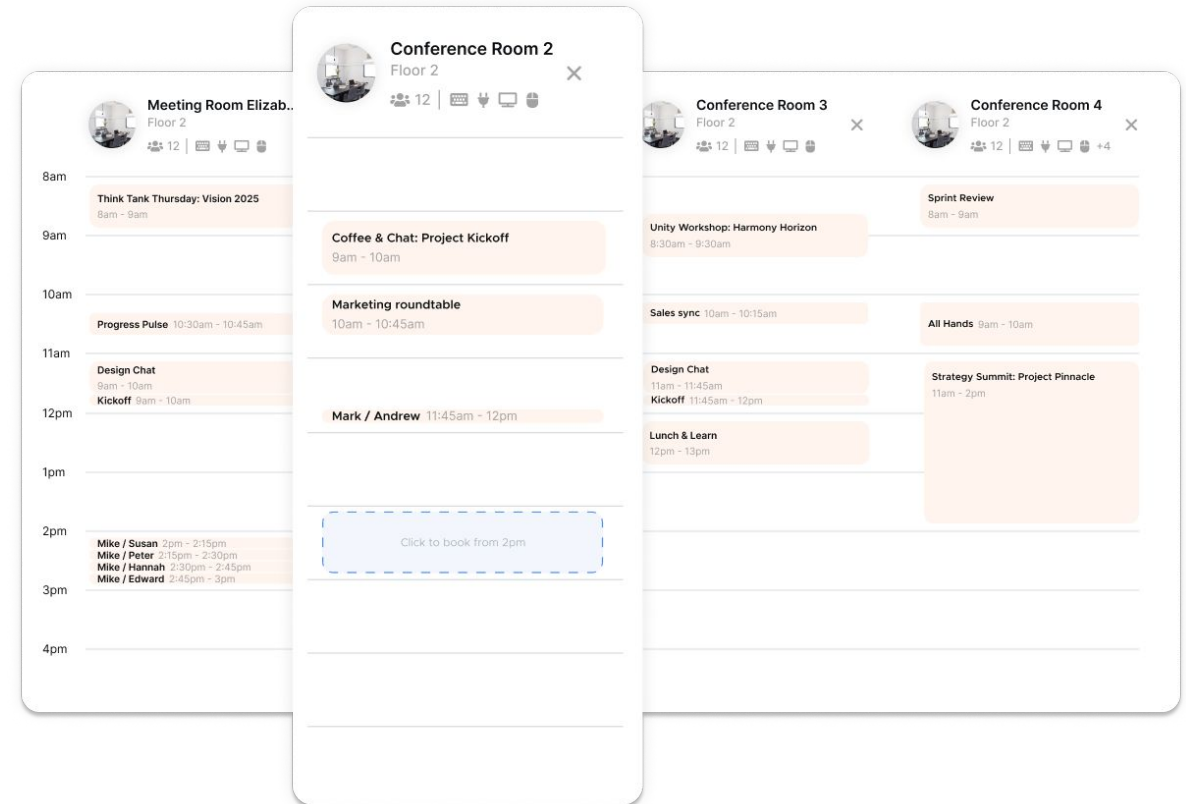 Conference Room 2
Floor 2
12
Meeting Room Elizab..
Floor 2
12
Conference Room 3
Floor 2
12
Conference Room 4
Floor 2
12 +4
8am
9am
10am
11am
12pm
1pm
2pm
3pm
4pm
Think Tank Thursday: Vision 2025
8am - 9am
Progress Pulse 10:30am - 10:45am
Design Chat
9am - 10am
Kickoff 9am - 10am
Mike / Susan 2pm - 2:15pm
Mike / Peter 2:15pm - 2:30pm
Mike / Hannah 2:30pm - 2:45pm
Mike / Edward 2:45pm - 3pm
Coffee & Chat: Project Kickoff
9am - 10am
Marketing roundtable
10am - 10:45am
Mark / Andrew 11:45am - 12pm
Click to book from 2pm
Unity Workshop: Harmony Horizon
8:30am - 9:30am
Sales sync 10am - 10:15am
Design Chat
11am - 11:45am
Kickoff 11:45am - 12pm
Lunch & Learn
12pm - 13pm
Sprint Review
8am - 9am
All Hands 9am - 10am
Strategy Summit: Project Pinnacle
11am - 2pm